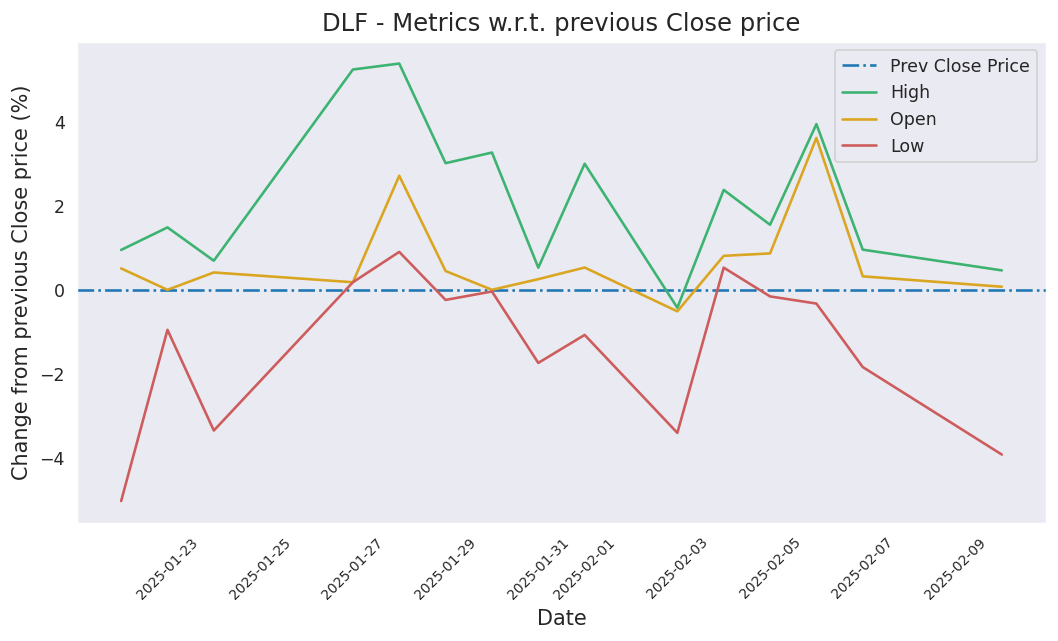 DLF - Metrics w.r.t. previous Close price
Change from previous Close price (%)
4
2
0
−2
−4
Prev Close Price
High
Open
Low
2025-01-23
2025-01-25
2025-01-27
2025-01-29
2025-01-31
2025-02-01
2025-02-03
2025-02-05
2025-02-07
2025-02-09
Date